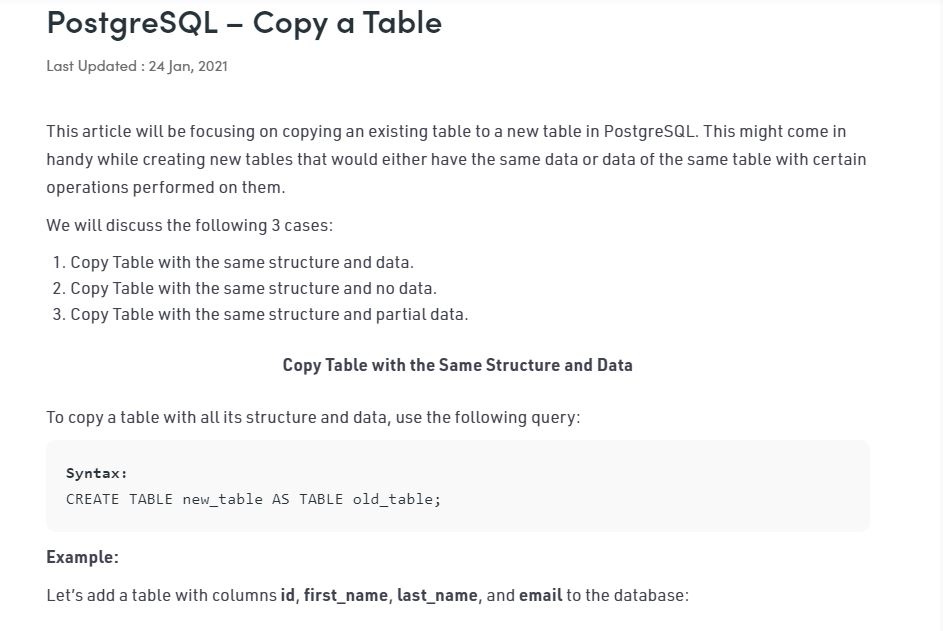 PostgreSQL – Copy a Table
Last Updated : 24 Jan, 2021
This article will be focusing on copying an existing table to a new table in PostgreSQL. This might come in
handy while creating new tables that would either have the same data or data of the same table with certain
operations performed on them.
We will discuss the following 3 cases:
1. Copy Table with the same structure and data.
2. Copy Table with the same structure and no data.
3. Copy Table with the same structure and partial data.
Copy Table with the Same Structure and Data
To copy a table with all its structure and data, use the following query:
Syntax:
CREATE TABLE new_table AS TABLE old_table;
Example:
Let’s add a table with columns id, first_name, last_name, and email to the database: